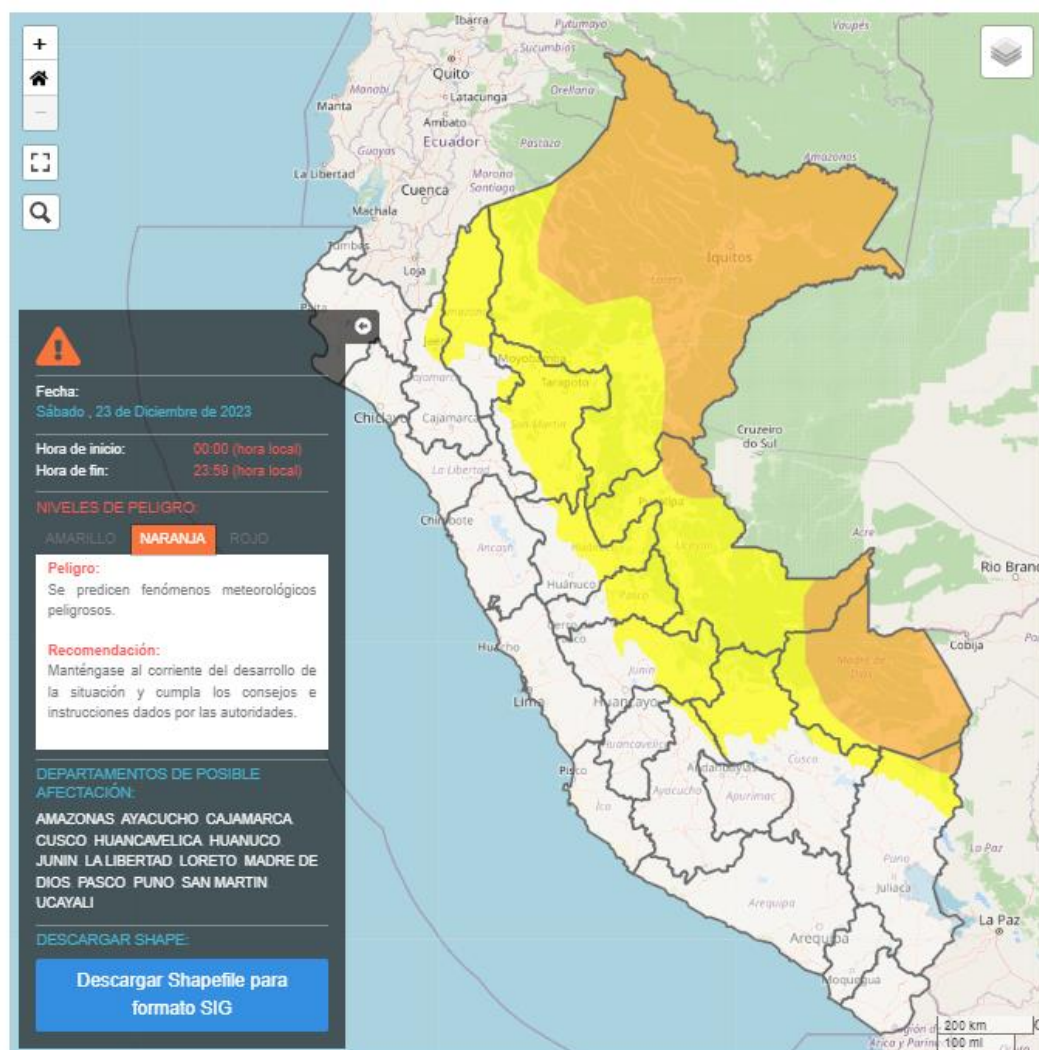 +
−
Fecha:
Sábado , 23 de Diciembre de 2023
Hora de inicio: 00:00 (hora local)
Hora de fin: 23:59 (hora local)
NIVELES DE PELIGRO:
AMARILLO NARANJA ROJO
Peligro:
Se predicen fenómenos meteorológicos
peligrosos.
Recomendación:
Manténgase al corriente del desarrollo de
la situación y cumpla los consejos e
instrucciones dados por las autoridades.
DEPARTAMENTOS DE POSIBLE
AFECTACIÓN:
AMAZONAS AYACUCHO CAJAMARCA
CUSCO HUANCAVELICA HUANUCO
JUNIN LA LIBERTAD LORETO MADRE DE
DIOS PASCO PUNO SAN MARTIN
UCAYALI
DESCARGAR SHAPE:
Descargar Shapefile para
formato SIG
Ibarra
Putumayo
Vaupés
Sucumbíos
Quito
Orellana
Manabí
Latacunga
Manta
Ambato
Ecuador
Pastaza
Amazonas
Guayas
Morona
Santiago
La Libertad
Cuenca
Machala
Tumbes
Loja
Iquitos
Loreto
Paita
Jaén
Moyobamba
Tarapoto
Cajamarca
Chiclayo
Cajamarca
San Martín
Cruzeiro
do Sul
La Libertad
Pucallpa
Chimbote
Acre
Ucayali
Ancash
Huánuco
Rio Branc
Pasco
Huacho
Cobija
Junín
Madre de
Dios
Lima
Huancayo
Huancavelica
Cusco
Pisco
Andahuaylas
Ica
Ayacucho
Apurímac
La Paz
Puno
Juliaca
Arequipa
Arequipa
La Paz
Moquegua
200 km
100 mi